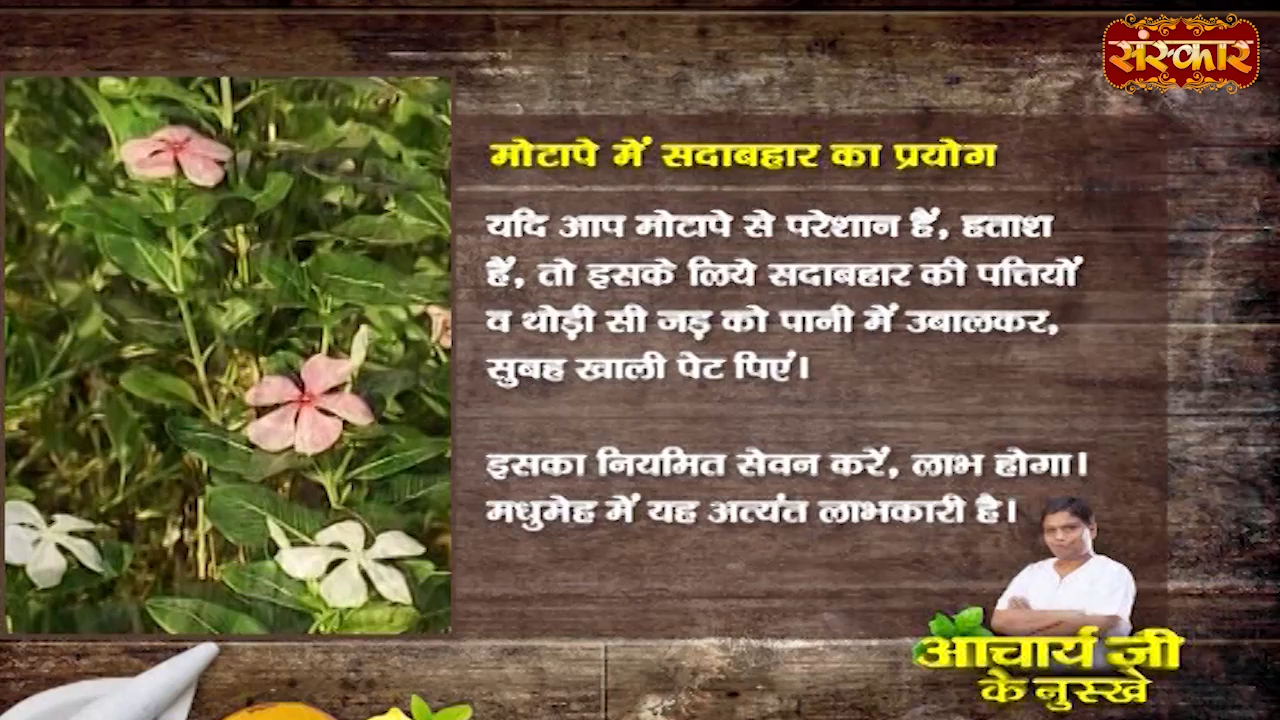 संस्कार
मोटापे में सदाबहार का प्रयोग
यदि आप मोटापे से परेशान हैं, हताश
हैं, तो इसके लिये सदाबहार की पत्तियों
व थोड़ी सी जड़ को पानी में उबालकर,
सुबह खाली पेट पिएं।
इसका नियमित सेवन करें, लाभ होगा।
मधुमेह में यह अत्यंत लाभकारी है।
आचार्य जी
के नुस्खे